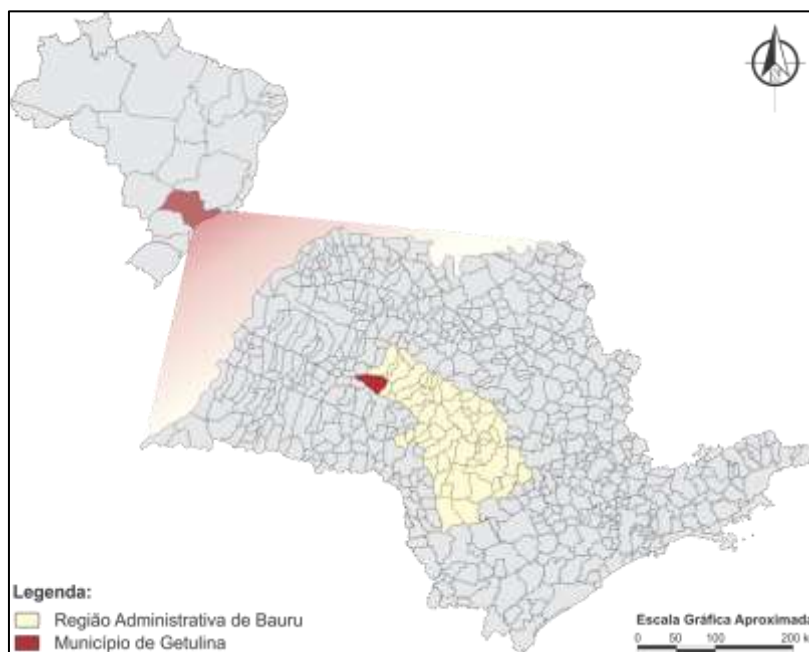 N
Legenda:
Região Administrativa de Bauru
Município de Getulina
Escala Gráfica Aproximada
0 50 100 200 k